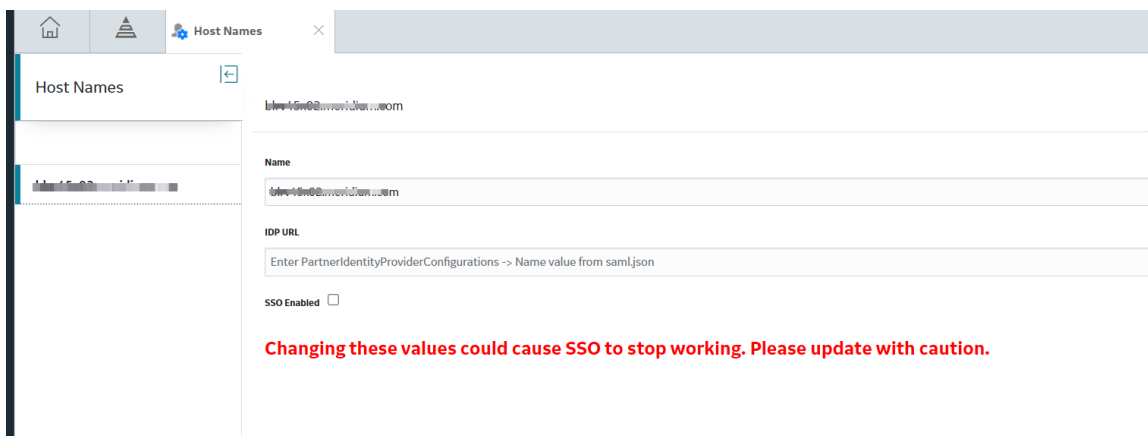 Host Names
Host Names
Name
IDP URL
Enter PartnerIdentityProviderConfigurations -> Name value from saml.json
SSO Enabled
Changing these values could cause SSO to stop working. Please update with caution.